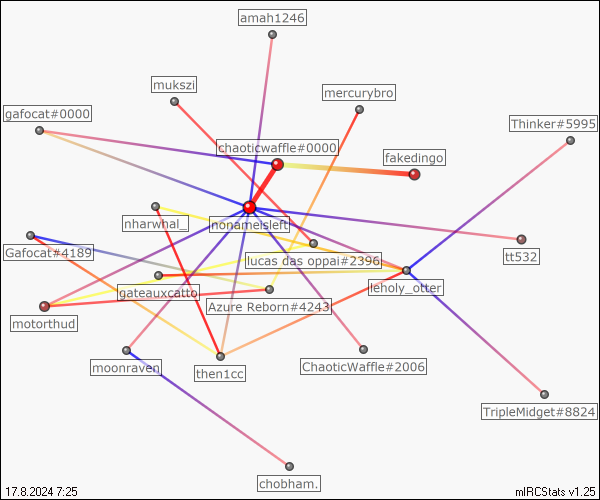 amah1246
mukszi
mercurybro
gafocat#0000
Thinker#5995
chaoticwaffle#0000
fakedingo
nharwhal_
nonameisleft
Gafocat#4189
lucas das oppai#2396
tt532
gateauxcatto
leholy_otter
Azure Reborn#4243
motorthud
moonraven
then1cc
ChaoticWaffle#2006
TripleMidget#8824
chobham.
17.8.2024 7:25
mIRCStats v1.25